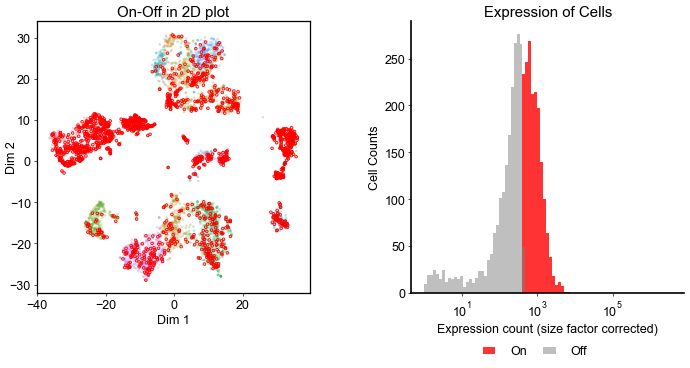 On-Off in 2D plot
30
20
10
0
−10
−20
−30
−40
−20
0
20
Dim 2
Dim 1
Expression of Cells
250
200
150
100
50
0
10^1
10^3
10^5
Cell Counts
Expression count (size factor corrected)
On
Off